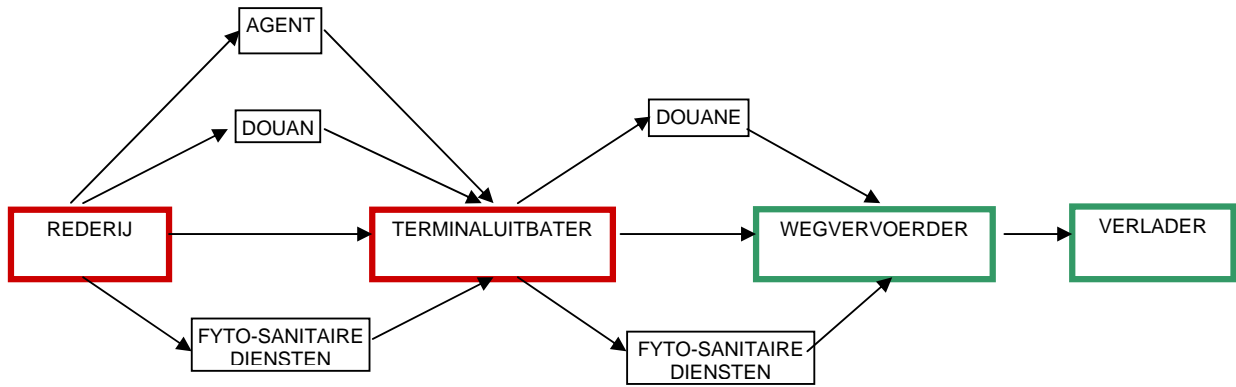 AGENT
DOUAN
DOUANE
REDERIJ
TERMINALUITBATER
WEGVERVOERDER
VERLADER
FYTO-SANITAIRE
DIENSTEN
FYTO-SANITAIRE
DIENSTEN